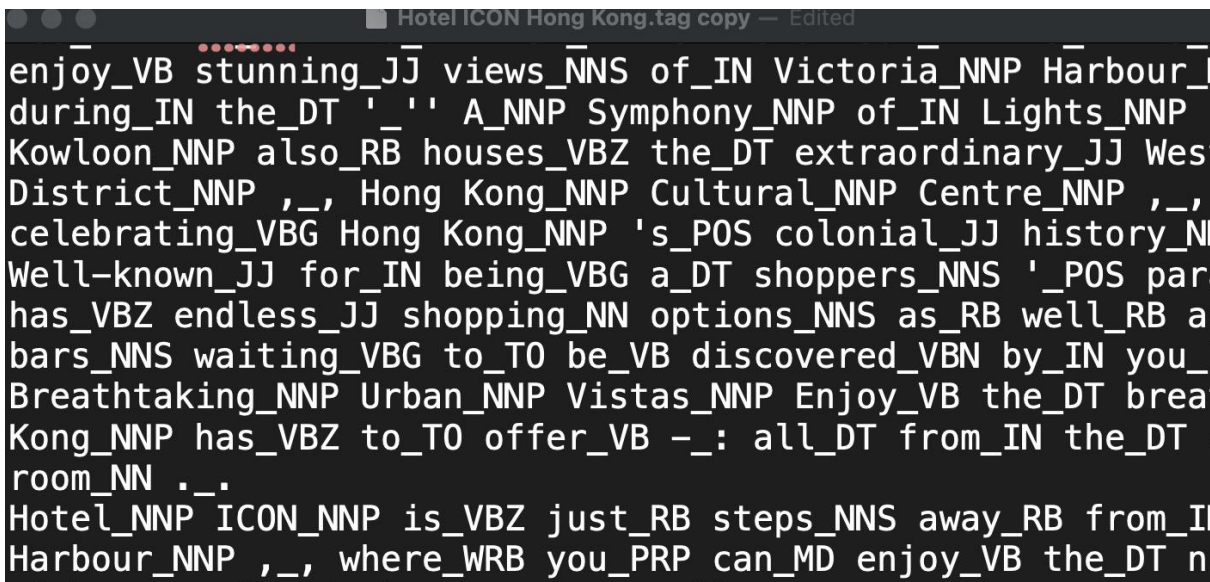 Hotel ICON Hong Kong.tag copy — Edited
enjoy_VB stunning_JJ views_NNS of_IN Victoria_NNP Harbour_
during_IN the_DT '_'' A_NNP Symphony_NNP of_IN Lights_NNP
Kowloon_NNP also_RB houses_VBZ the_DT extraordinary_JJ Wes
District_NNP ,_, Hong Kong_NNP Cultural_NNP Centre_NNP ,_,
celebrating_VBG Hong Kong_NNP 's_POS colonial_JJ history_N
Well-known_JJ for_IN being_VBG a_DT shoppers_NNS '_POS par
has_VBZ endless_JJ shopping_NN options_NNS as_RB well_RB a
bars_NNS waiting_VBG to_TO be_VB discovered_VBN by_IN you_
Breathtaking_NNP Urban_NNP Vistas_NNP Enjoy_VB the_DT brea
Kong_NNP has_VBZ to_TO offer_VB –_: all_DT from_IN the_DT
room_NN ._.
Hotel_NNP ICON_NNP is_VBZ just_RB steps_NNS away_RB from_I
Harbour_NNP ,_, where_WRB you_PRP can_MD enjoy_VB the_DT n